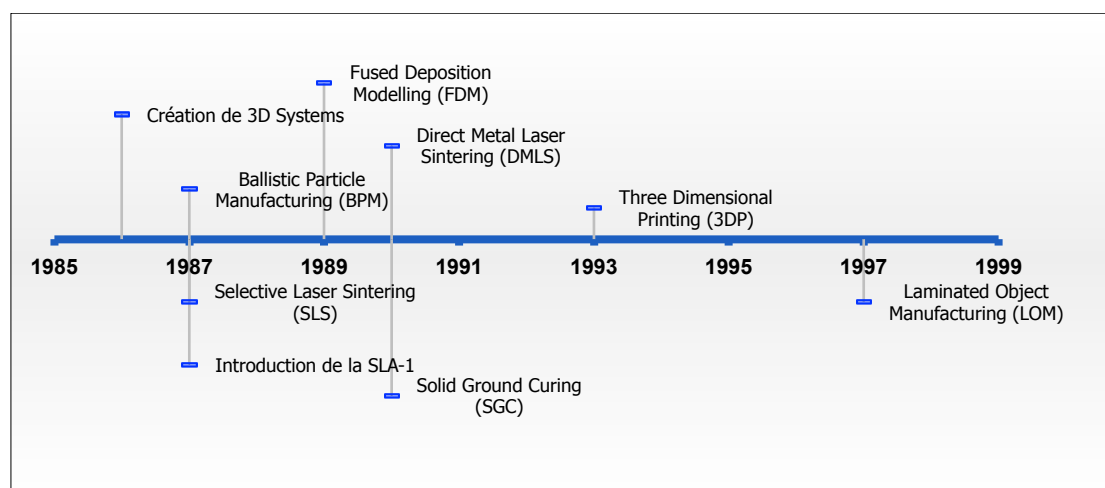 Fused Deposition
Modelling (FDM)
Création de 3D Systems
Direct Metal Laser
Sintering (DMLS)
Ballistic Particle
Manufacturing (BPM)
Three Dimensional
Printing (3DP)
1985 1987 1989 1991 1993 1995 1997 1999
Selective Laser Sintering
(SLS)
Laminated Object
Manufacturing (LOM)
Introduction de la SLA-1
Solid Ground Curing
(SGC)